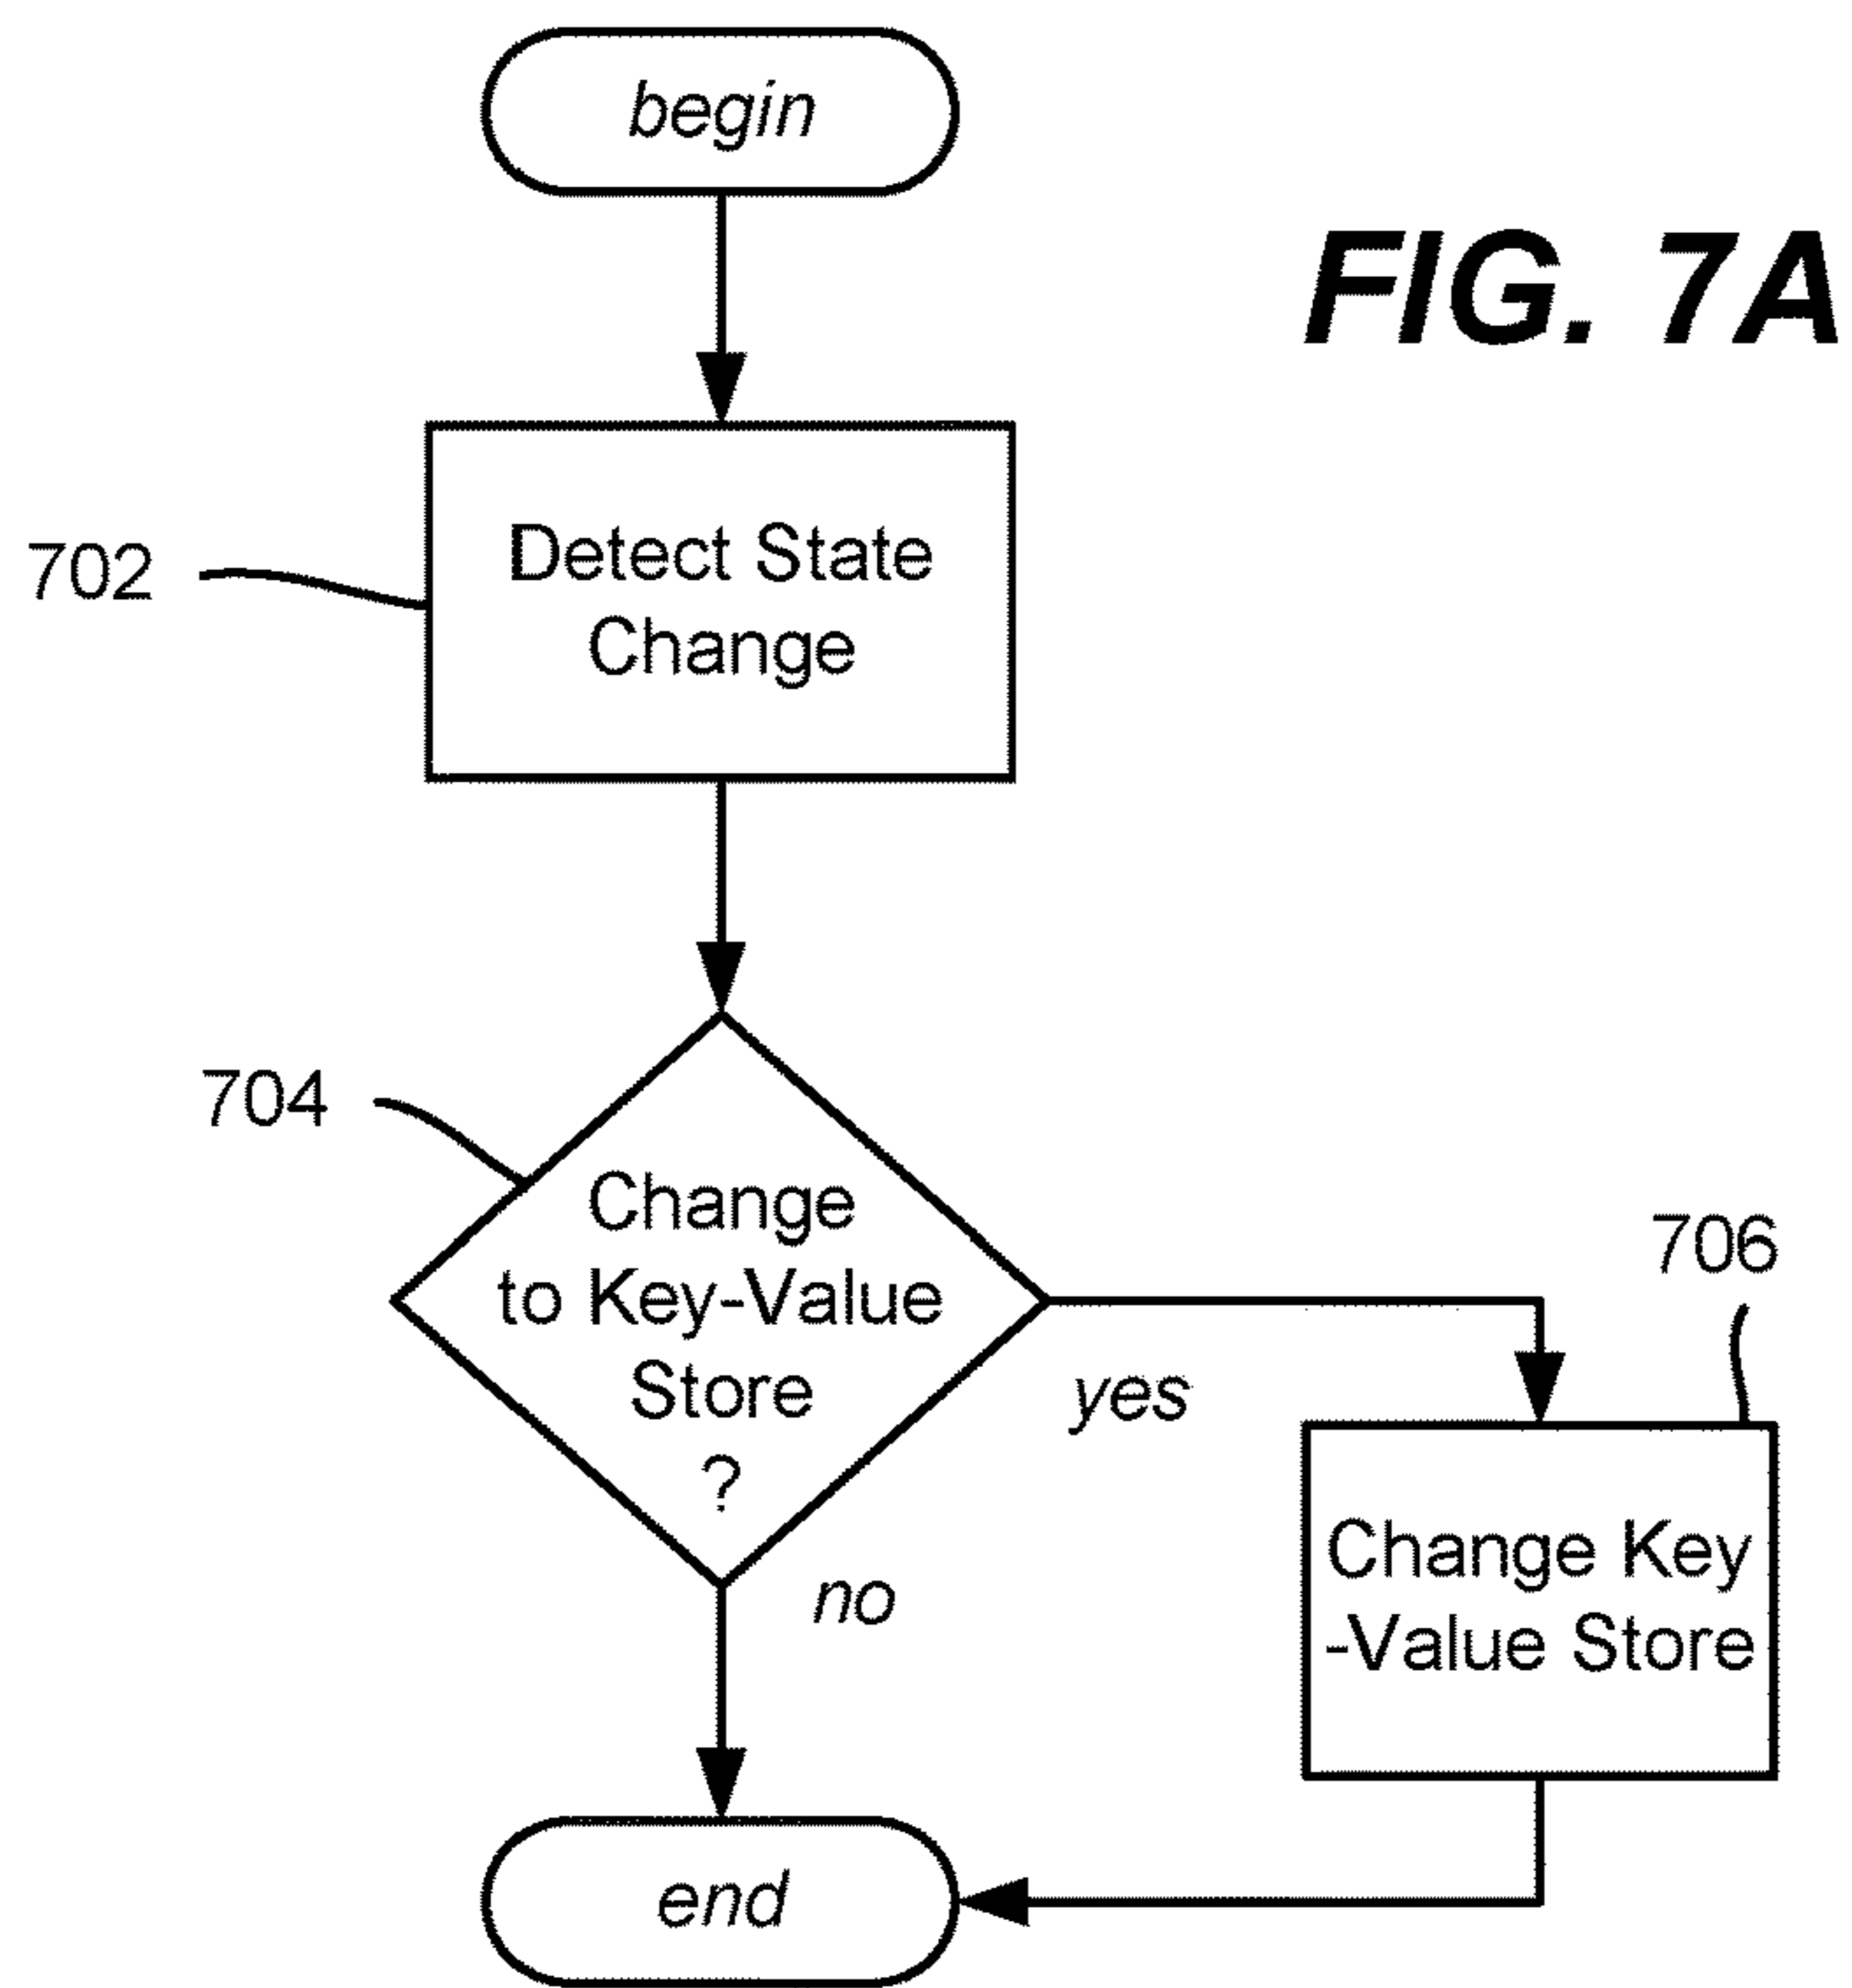 begin
FIG. 7A
702
Detect State
Change
704
Change
to Key-Value
Store
?
yes
no
706
Change Key
-Value Store
end